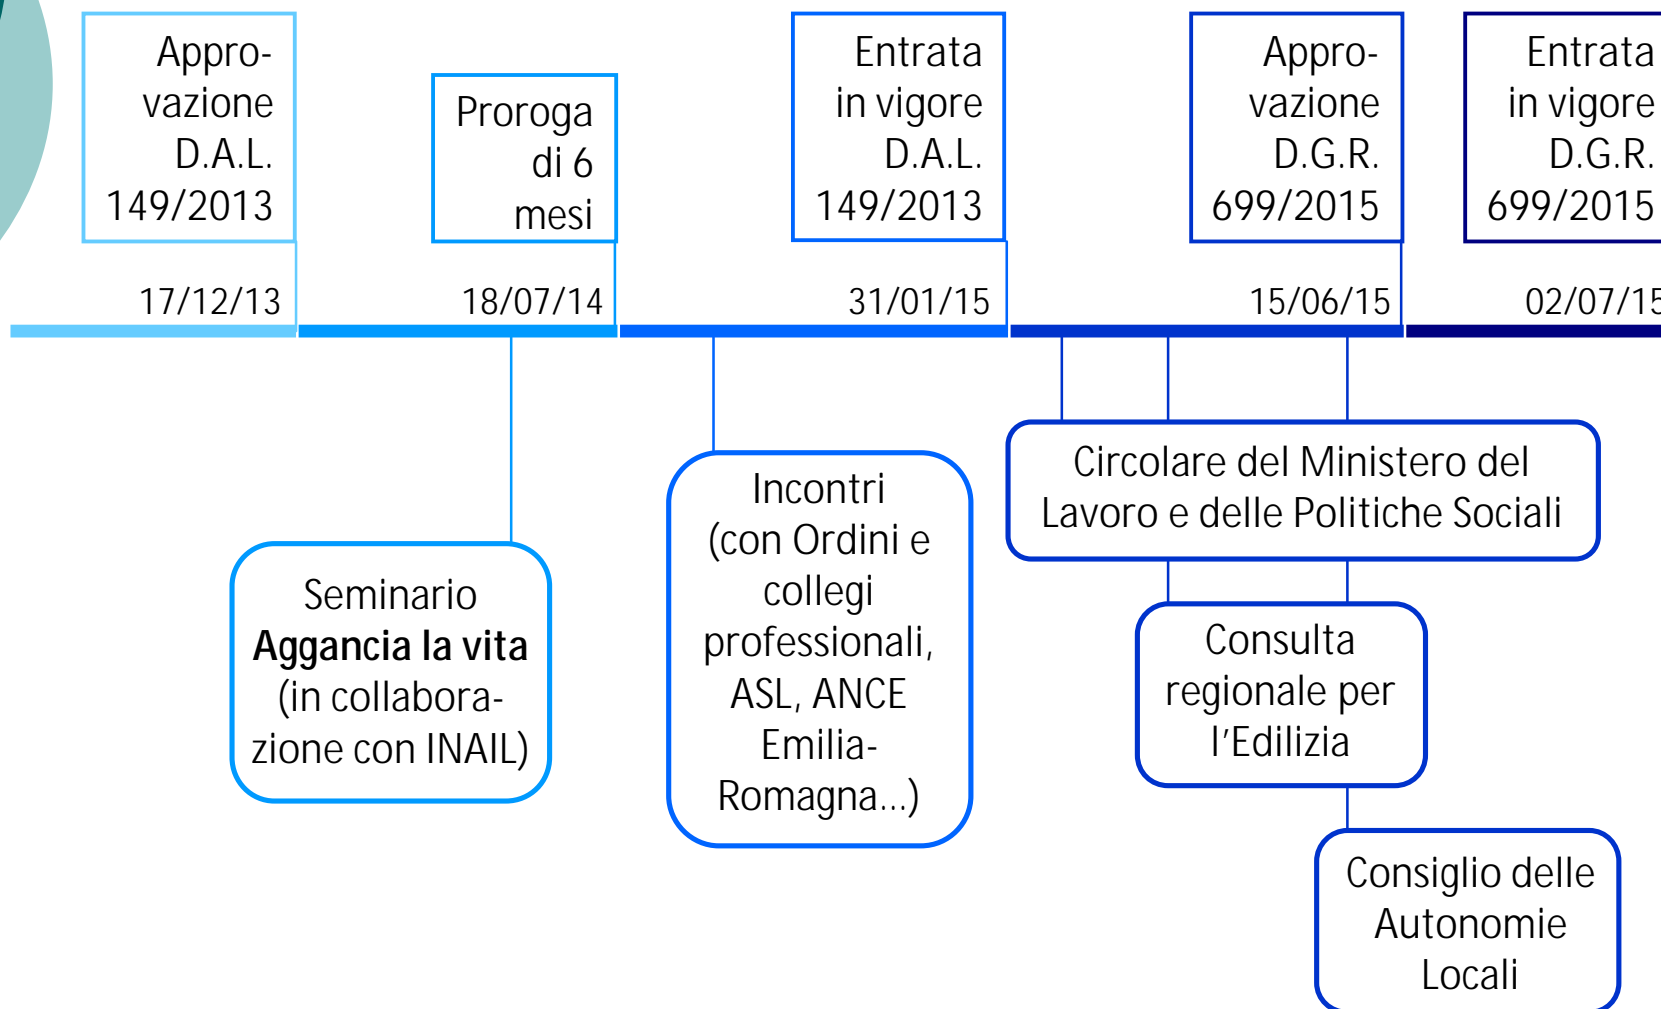 Appro-
vazione
D.A.L.
149/2013
Proroga
di 6
mesi
Entrata
in vigore
D.A.L.
149/2013
Appro-
vazione
D.G.R.
699/2015
Entrata
in vigore
D.G.R.
699/2015
17/12/13
18/07/14
31/01/15
15/06/15
02/07/15
Seminario
Aggancia la vita
(in collabora-
zione con INAIL)
Incontri
(con Ordini e
collegi
professionali,
ASL, ANCE
Emilia-
Romagna...)
Circolare del Ministero del
Lavoro e delle Politiche Sociali
Consulta
regionale per
l'Edilizia
Consiglio delle
Autonomie
Locali